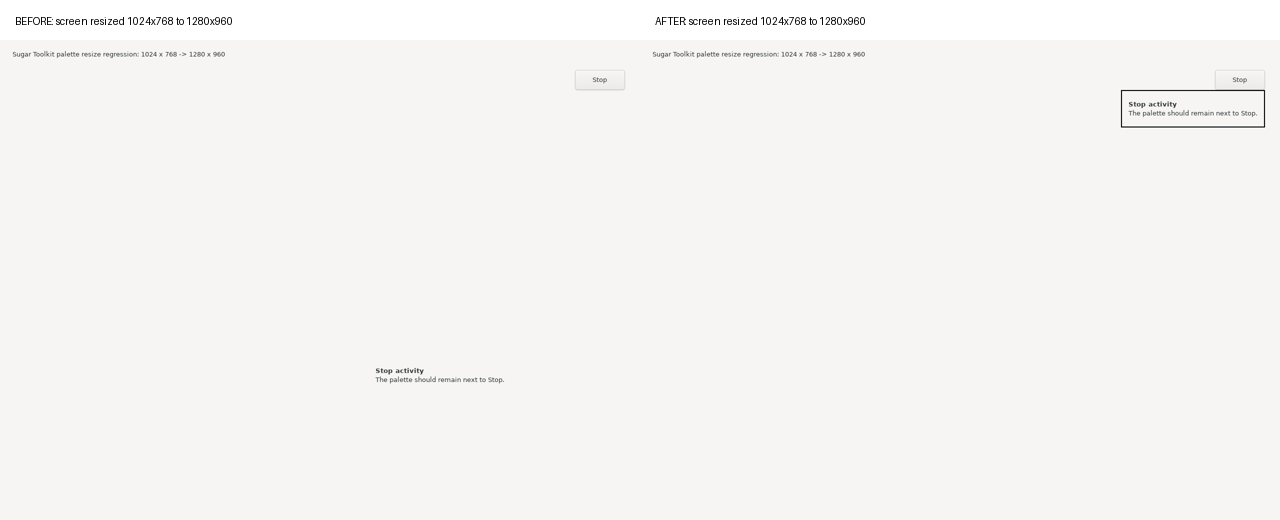 BEFORE: screen resized 1024x768 to 1280x960
Sugar Toolkit palette resize regression: 1024 x 768 -> 1280 x 960
Stop
Stop activity
The palette should remain next to Stop.
AFTER: screen resized 1024x768 to 1280x960
Sugar Toolkit palette resize regression: 1024 x 768 -> 1280 x 960
Stop
Stop activity
The palette should remain next to Stop.